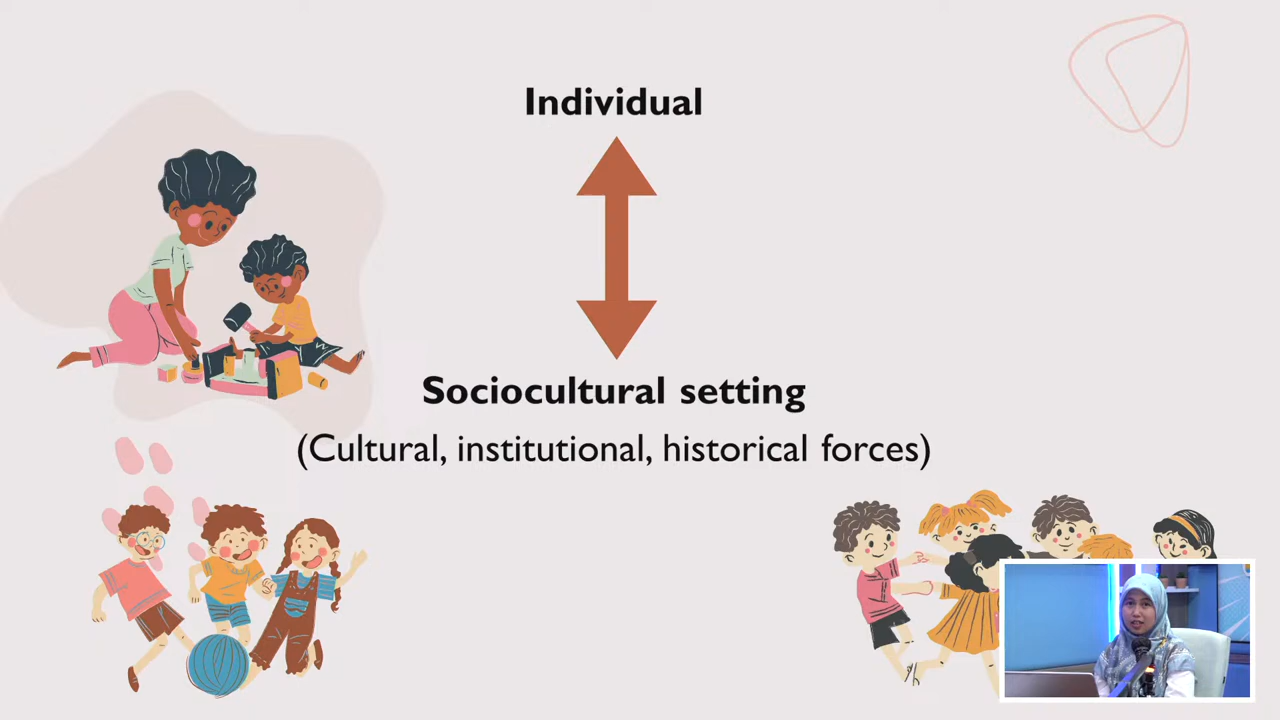 Individual
Sociocultural setting
(Cultural, institutional, historical forces)